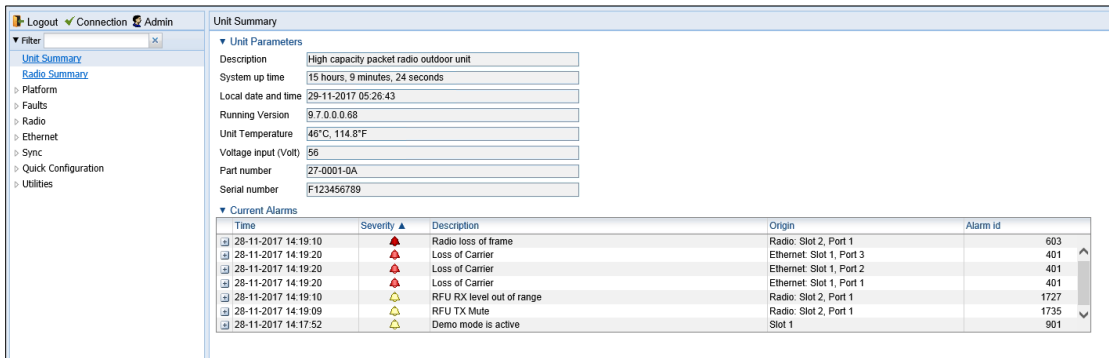 Logout Connection Admin
Filter
Unit Summary
Radio Summary
Platform
Faults
Radio
Ethernet
Sync
Quick Configuration
Utilities
Unit Summary
Unit Parameters
Description High capacity packet radio outdoor unit
System up time 15 hours, 9 minutes, 24 seconds
Local date and time 29-11-2017 05:26:43
Running Version 9.7.0.0.0.68
Unit Temperature 46°C, 114.8°F
Voltage input (Volt) 56
Part number 27-0001-0A
Serial number F123456789
Current Alarms
Time Severity ▲ Description Origin Alarm id
28-11-2017 14:19:10 Radio loss of frame Radio: Slot 2, Port 1 603
28-11-2017 14:19:20 Loss of Carrier Ethernet: Slot 1, Port 3 401
28-11-2017 14:19:20 Loss of Carrier Ethernet: Slot 1, Port 2 401
28-11-2017 14:19:20 Loss of Carrier Ethernet: Slot 1, Port 1 401
28-11-2017 14:19:10 RFU RX level out of range Radio: Slot 2, Port 1 1727
28-11-2017 14:19:09 RFU TX Mute Radio: Slot 2, Port 1 1735
28-11-2017 14:17:52 Demo mode is active Slot 1 901